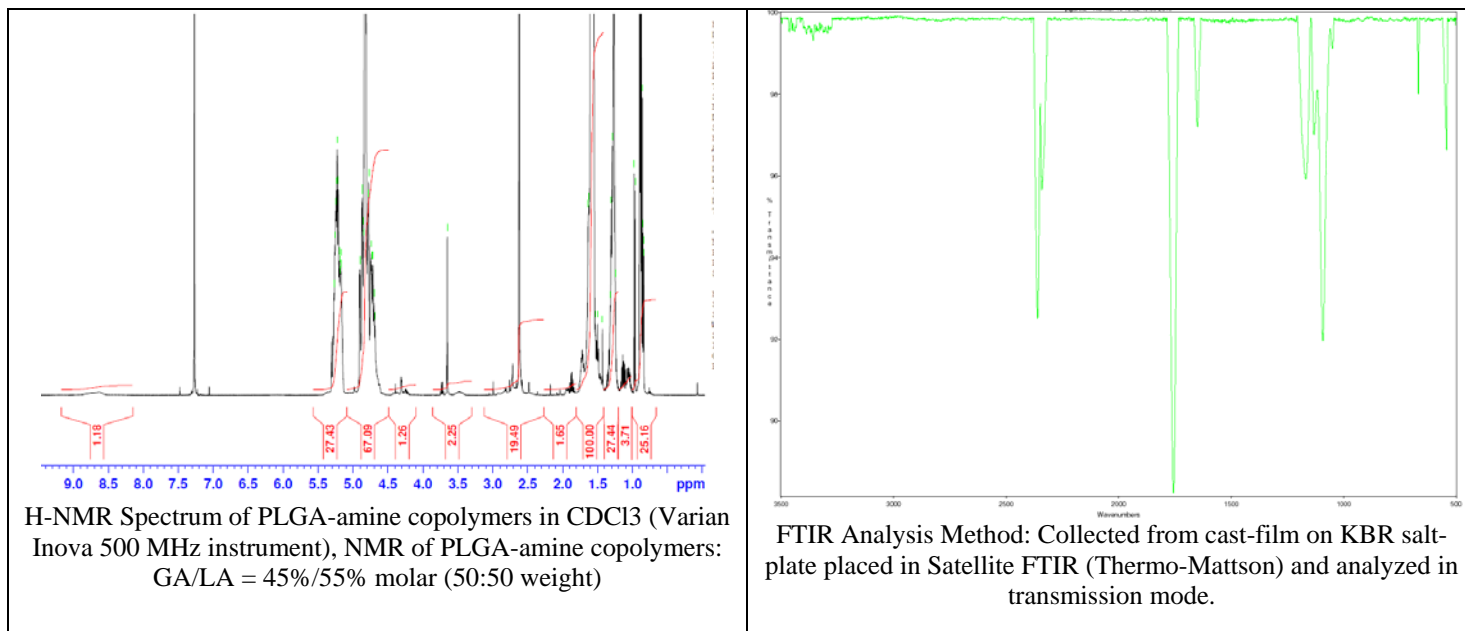 27.43
67.09
1.26
2.25
19.49
1.65
100.00
27.44
3.71
25.16
1.18
9.0 8.5 8.0 7.5 7.0 6.5 6.0 5.5 5.0 4.5 4.0 3.5 3.0 2.5 2.0 1.5 1.0 ppm
H-NMR Spectrum of PLGA-amine copolymers in CDCl3 (Varian
Inova 500 MHz instrument), NMR of PLGA-amine copolymers:
GA/LA = 45%/55% molar (50:50 weight)
100
98
96
% Transmittance
94
92
90
3500 3000 2500 2000 1500 1000 500
Wavenumbers
FTIR Analysis Method: Collected from cast-film on KBR salt-
plate placed in Satellite FTIR (Thermo-Mattson) and analyzed in
transmission mode.